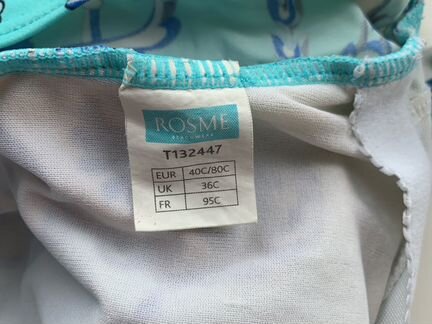 ROSME
BEACHWEAR
T132447
EUR 40C/80C
UK 36C
FR 95C